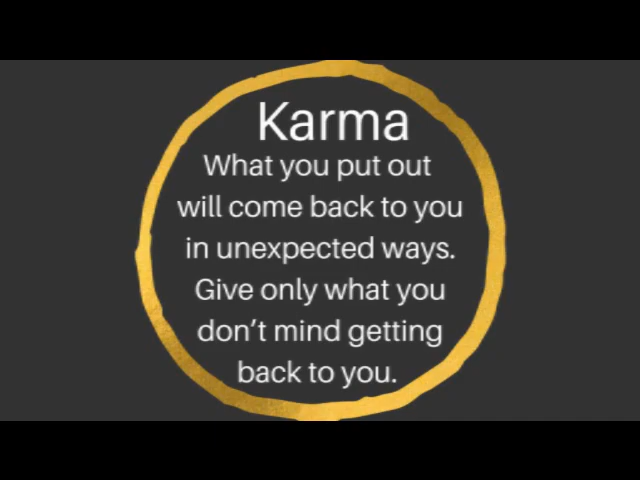 Karma
What you put out
will come back to you
in unexpected ways.
Give only what you
don’t mind getting
back to you.